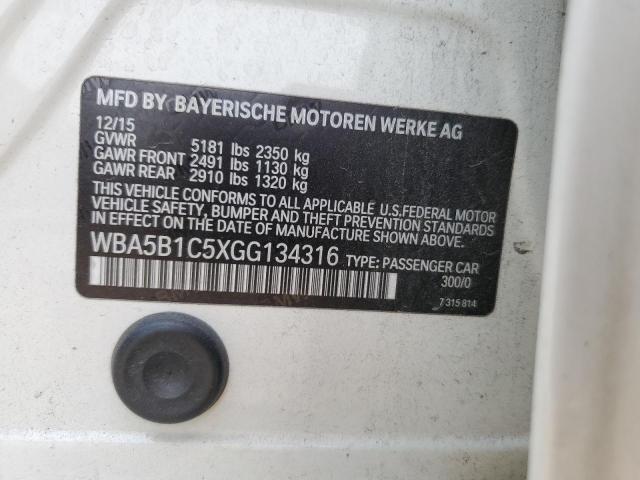 MFD BY BAYERISCHE MOTOREN WERKE AG
12/15
GVWR 5181 lbs 2350 kg
GAWR FRONT 2491 lbs 1130 kg
GAWR REAR 2910 lbs 1320 kg
THIS VEHICLE CONFORMS TO ALL APPLICABLE U.S.FEDERAL MOTOR
VEHICLE SAFETY, BUMPER AND THEFT PREVENTION STANDARDS
IN EFFECT ON THE DATE OF MANUFACTURE SHOWN ABOVE.
WBA5B1C5XGG134316 TYPE: PASSENGER CAR
300/0
7 315 814